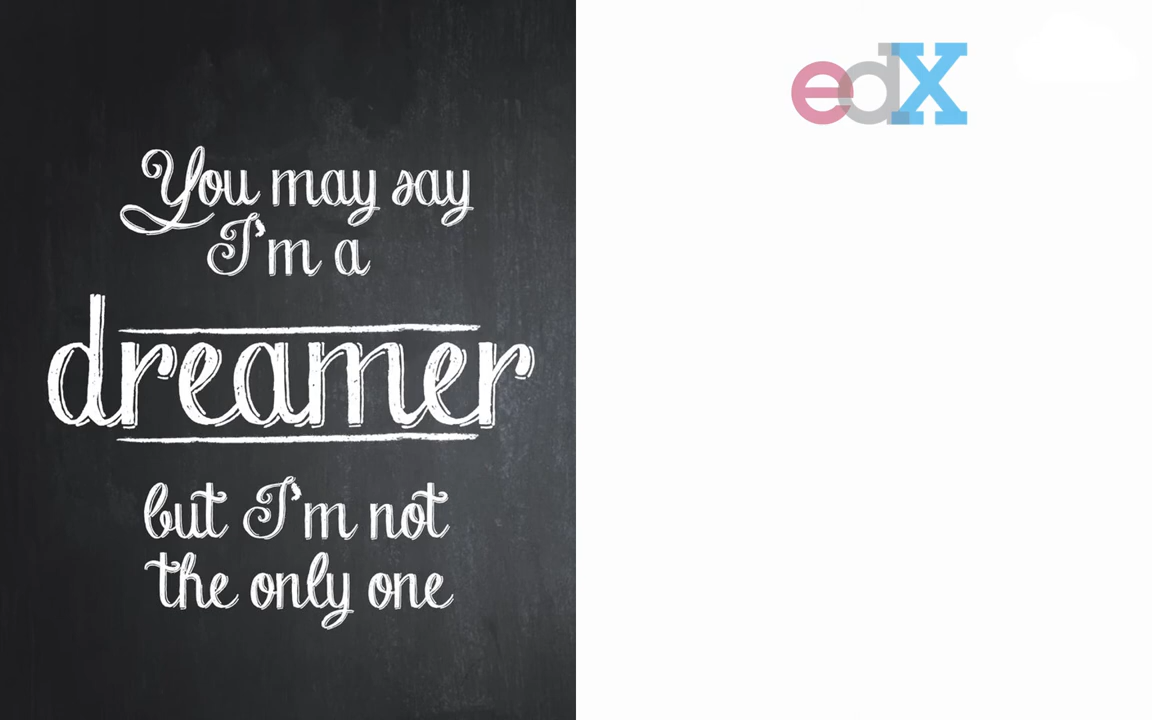 You may say
I'm a
dreamer
but I'm not
the only one
edX